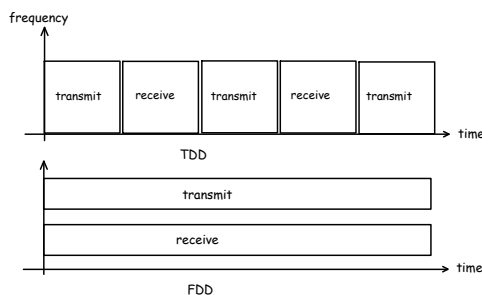 frequency
transmit receive transmit receive transmit
time
TDD
transmit
receive
time
FDD